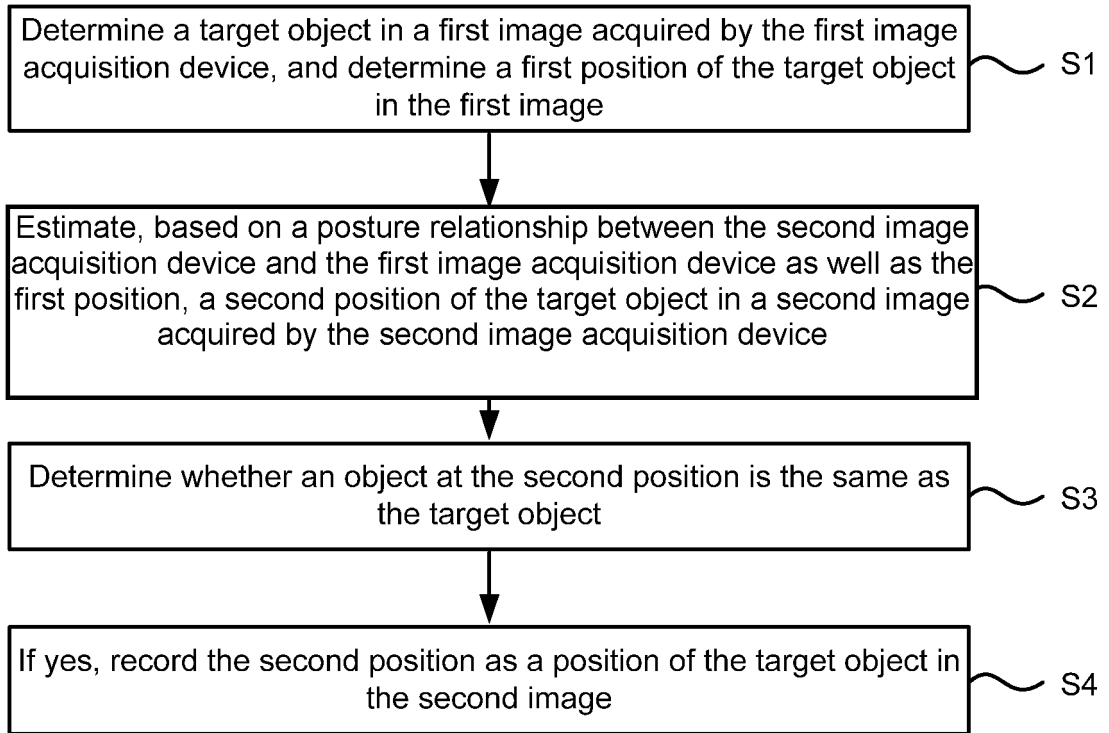 Determine a target object in a first image acquired by the first image
acquisition device, and determine a first position of the target object
in the first image
S1
Estimate, based on a posture relationship between the second image
acquisition device and the first image acquisition device as well as the
first position, a second position of the target object in a second image
acquired by the second image acquisition device
S2
Determine whether an object at the second position is the same as
the target object
S3
If yes, record the second position as a position of the target object in
the second image
S4